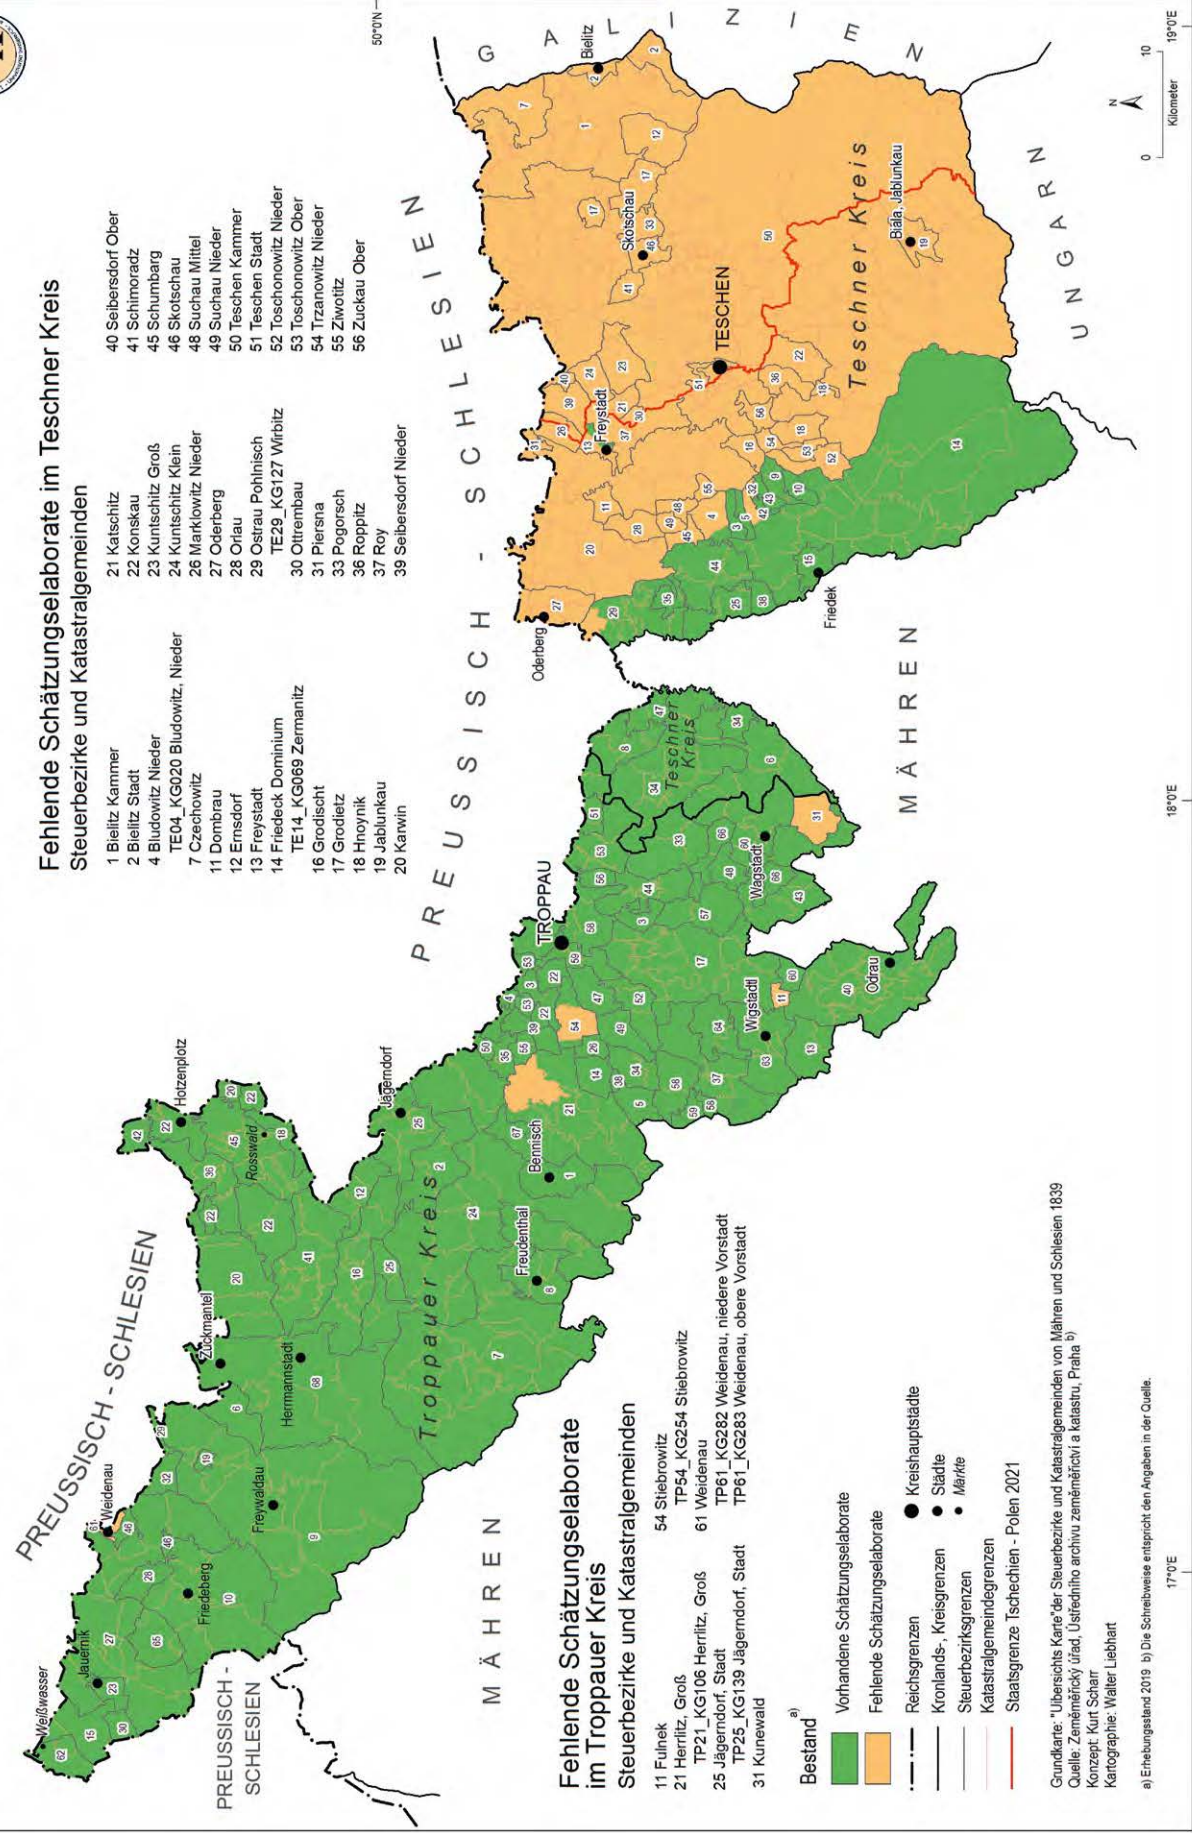 Fehlende Schätzungselaborate im Teschner Kreis
Steuerbezirke und Katastralgemeinden
1 Bielitz Kammer
2 Bielitz Stadt
4 Bludowitz Nieder
TE04_KG020 Bludowitz, Nieder
7 Czechowitz
11 Dombrau
12 Ernsdorf
13 Freystadt
14 Friedeck Dominium
TE14_KG069 Zermanitz
16 Grodischt
17 Grodietz
18 Hnoynik
19 Jablunkau
20 Karwin
21 Katschitz
22 Konskau
23 Kuntschitz Groß
24 Kuntschitz Klein
26 Marklowitz Nieder
27 Oderberg
28 Orlau
29 Ostrau Pohlnisch
TE29_KG127 Wirbitz
30 Ottrembau
31 Piersna
33 Pogorsch
36 Roppitz
37 Roy
39 Seibersdorf Nieder
40 Seibersdorf Ober
41 Schimoradz
45 Schumbarg
46 Skotschau
48 Suchau Mittel
49 Suchau Nieder
50 Teschen Kammer
51 Teschen Stadt
52 Toschonowitz Nieder
53 Toschonowitz Ober
54 Trzanowitz Nieder
55 Ziwotitz
56 Zuckau Ober
50°0'N
PREUSSISCH - SCHLESIEN
PREUSSISCH - SCHLESIEN
PREUSSISCH - SCHLESIEN
GALIZIEN
UNGARN
MÄHREN
MÄHREN
Weißwasser
Jauernik
Weidenau
Friedeberg
Freywaldau
Zuckmantel
Herrmannstadt
Hotzenplotz
Rosswald
Jägerndorf
Troppauer Kreis
Freudenthal
Bennisch
TROPPAU
Wigstadtl
Wagstadt
Odrau
Teschner Kreis
Oderberg
Friedek
Freystadt
TESCHEN
Skotschau
Bielitz
Biala, Jablunkau
Teschner Kreis
Fehlende Schätzungselaborate
im Troppauer Kreis
Steuerbezirke und Katastralgemeinden
11 Fulnek
21 Herrlitz, Groß
TP21_KG106 Herrlitz, Groß
25 Jägerndorf, Stadt
TP25_KG139 Jägerndorf, Stadt
31 Kunewald
54 Stiebrowitz
TP54_KG254 Stiebrowitz
61 Weidenau
TP61_KG282 Weidenau, niedere Vorstadt
TP61_KG283 Weidenau, obere Vorstadt
Bestand a)
Vorhandene Schätzungselaborate
Fehlende Schätzungselaborate
Reichsgrenzen
Kronlands-, Kreisgrenzen
Steuerbezirksgrenzen
Katastralgemeindegrenzen
Staatsgrenze Tschechien - Polen 2021
Kreishauptstädte
Städte
Märkte
Grundkarte: "Uibersichts Karte"der Steuerbezirke und Katastralgemeinden von Mähren und Schlesien 1839
Quelle: Zeměměřický úřad, Ústředního archivu zeměměřictví a katastru, Praha b)
Konzept: Kurt Scharr
Kartographie: Walter Liebhart
a) Erhebungsstand 2019 b) Die Schreibweise entspricht den Angaben in der Quelle.
17°0'E
18°0'E
19°0'E
N
0 10
Kilometer